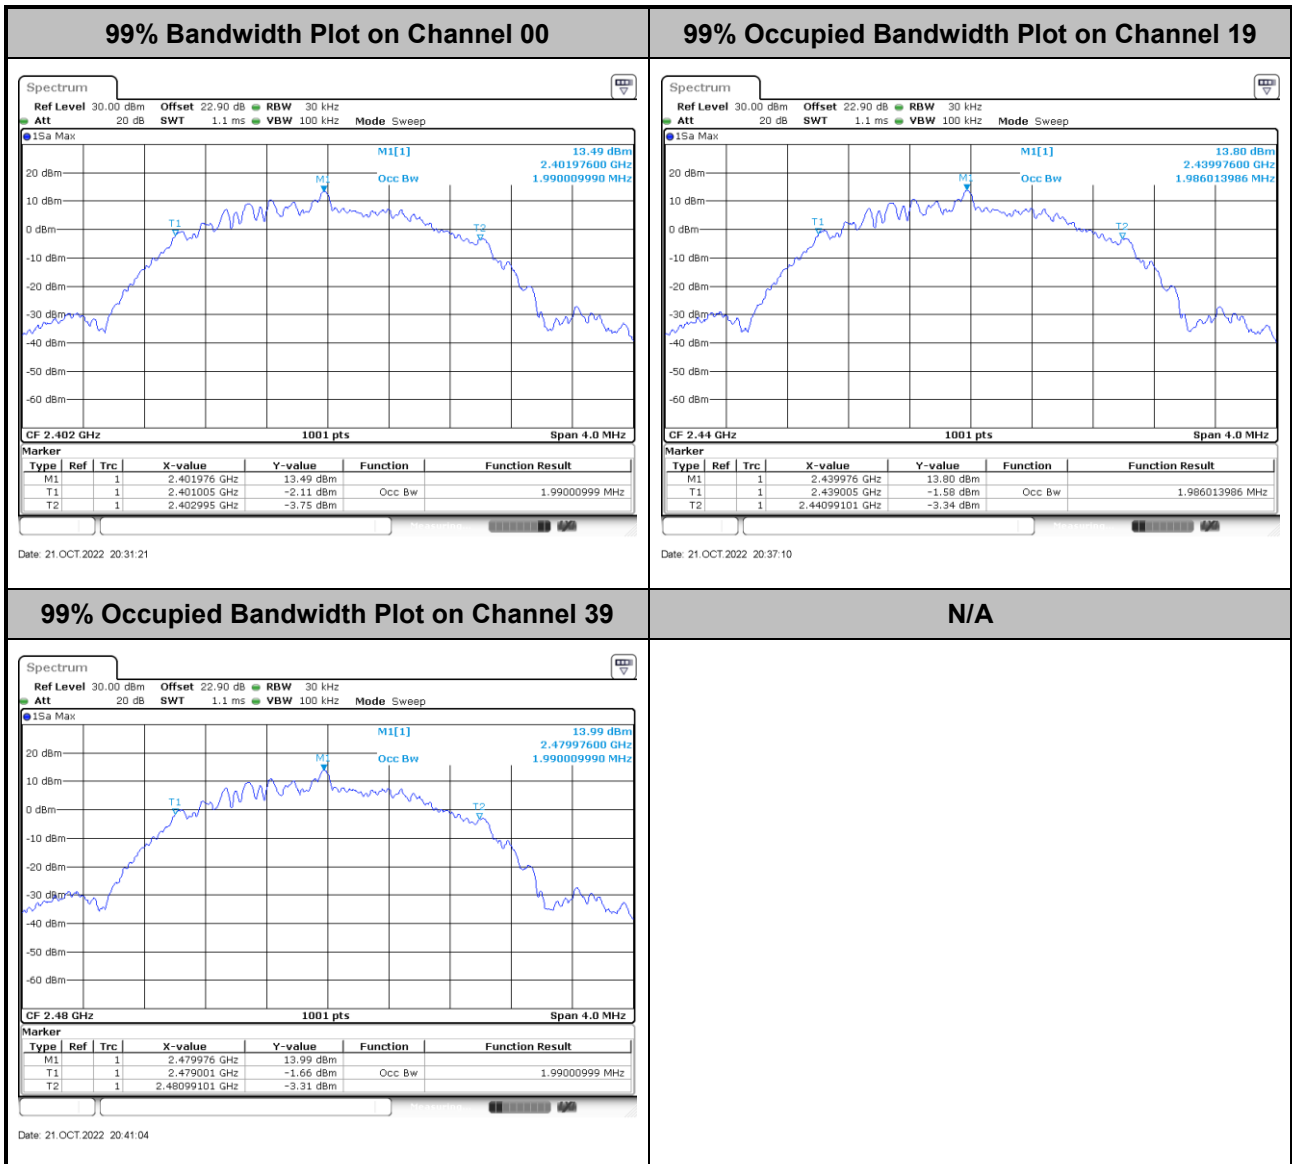 99% Bandwidth Plot on Channel 00
Spectrum
Ref Level 30.00 dBm Offset 22.90 dB RBW 30 kHz
Att 20 dB SWT 1.1 ms VBW 100 kHz Mode Sweep
1Sa Max
M1[1] 13.49 dBm
2.40197600 GHz
Occ Bw 1.990009990 MHz
M1
T1
T2
20 dBm
10 dBm
0 dBm
-10 dBm
-20 dBm
-30 dBm
-40 dBm
-50 dBm
-60 dBm
CF 2.402 GHz 1001 pts Span 4.0 MHz
Marker
Type Ref Trc X-value Y-value Function Function Result
M1 1 2.401976 GHz 13.49 dBm
T1 1 2.401005 GHz -2.11 dBm Occ Bw 1.99000999 MHz
T2 1 2.402995 GHz -3.75 dBm
Date: 21.OCT.2022 20:31:21
99% Occupied Bandwidth Plot on Channel 19
Spectrum
Ref Level 30.00 dBm Offset 22.90 dB RBW 30 kHz
Att 20 dB SWT 1.1 ms VBW 100 kHz Mode Sweep
1Sa Max
M1[1] 13.80 dBm
2.43997600 GHz
Occ Bw 1.986013986 MHz
M1
T1
T2
20 dBm
10 dBm
0 dBm
-10 dBm
-20 dBm
-30 dBm
-40 dBm
-50 dBm
-60 dBm
CF 2.44 GHz 1001 pts Span 4.0 MHz
Marker
Type Ref Trc X-value Y-value Function Function Result
M1 1 2.439976 GHz 13.80 dBm
T1 1 2.439005 GHz -1.58 dBm Occ Bw 1.986013986 MHz
T2 1 2.44099101 GHz -3.34 dBm
Date: 21.OCT.2022 20:37:10
99% Occupied Bandwidth Plot on Channel 39
Spectrum
Ref Level 30.00 dBm Offset 22.90 dB RBW 30 kHz
Att 20 dB SWT 1.1 ms VBW 100 kHz Mode Sweep
1Sa Max
M1[1] 13.99 dBm
2.47997600 GHz
Occ Bw 1.990009990 MHz
M1
T1
T2
20 dBm
10 dBm
0 dBm
-10 dBm
-20 dBm
-30 dBm
-40 dBm
-50 dBm
-60 dBm
CF 2.48 GHz 1001 pts Span 4.0 MHz
Marker
Type Ref Trc X-value Y-value Function Function Result
M1 1 2.479976 GHz 13.99 dBm
T1 1 2.479001 GHz -1.66 dBm Occ Bw 1.99000999 MHz
T2 1 2.48099101 GHz -3.31 dBm
Date: 21.OCT.2022 20:41:04
N/A